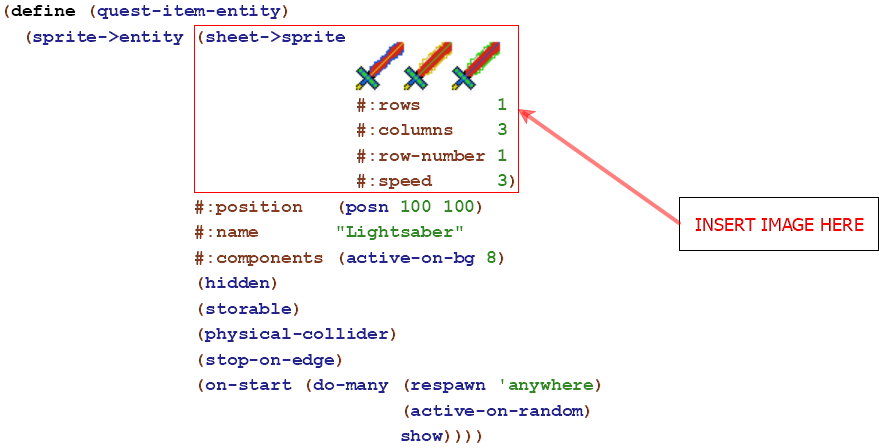 (define (quest-item-entity)
(sprite->entity (sheet->sprite
#:rows 1
#:columns 3
#:row-number 1
#:speed 3)
#:position (posn 100 100)
#:name "Lightsaber"
#:components (active-on-bg 8)
(hidden)
(storable)
(physical-collider)
(stop-on-edge)
(on-start (do-many (respawn 'anywhere)
(active-on-random)
show))))
INSERT IMAGE HERE